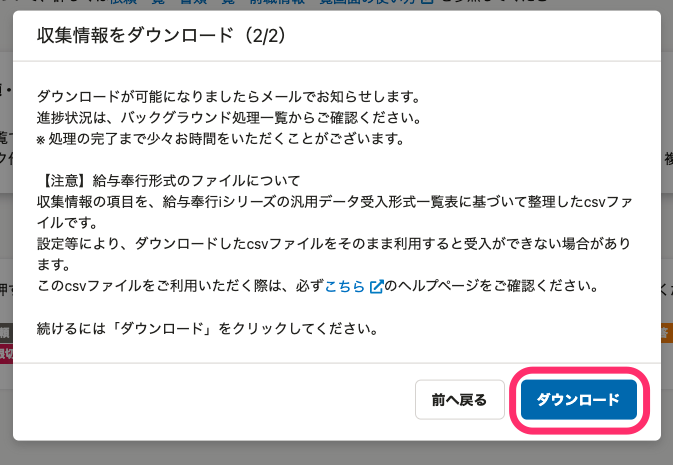 収集情報をダウンロード（2/2）
ダウンロードが可能になりましたらメールでお知らせします。
進捗状況は、バックグラウンド処理一覧からご確認ください。
※ 処理の完了まで少々お時間をいただくことがございます。
【注意】給与奉行形式のファイルについて
収集情報の項目を、給与奉行iシリーズの汎用データ受入形式一覧表に基づいて整理したcsvファ
イルです。
設定等により、ダウンロードしたcsvファイルをそのまま利用すると受入ができない場合があり
ます。
このcsvファイルをご利用いただく際は、必ずこちらのヘルプページをご確認ください。
続けるには「ダウンロード」をクリックしてください。
前へ戻る
ダウンロード